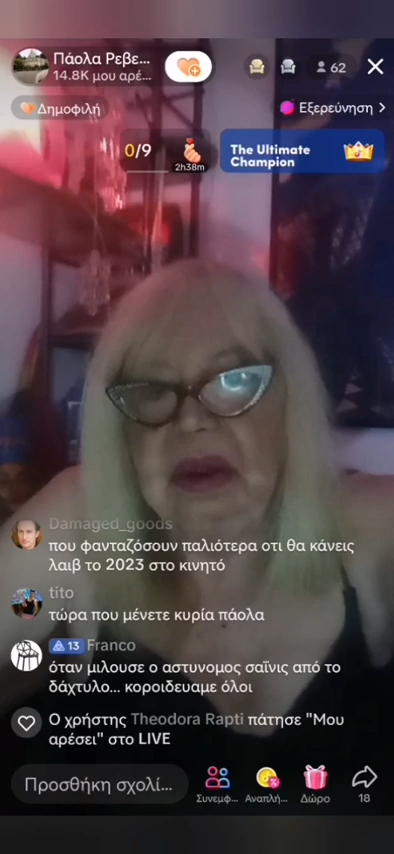 Πάολα Ρεβε...
14.8K μου αρέ...
62
Δημοφιλή
Εξερεύνηση
0/9
2h38m
The Ultimate
Champion
Damaged_goods
που φανταζόσουν παλιότερα οτι θα κάνεις
λαιβ το 2023 στο κινητό
tito
τώρα που μένετε κυρία πάολα
13 Franco
όταν μιλουσε ο αστυνομος σαϊνις από το
δάχτυλο... κοροιδευαμε όλοι
Ο χρήστης Theodora Rapti πάτησε "Μου
αρέσει" στο LIVE
Προσθήκη σχολί...
Συνεμφ...
Αναπλή...
Δώρο
18